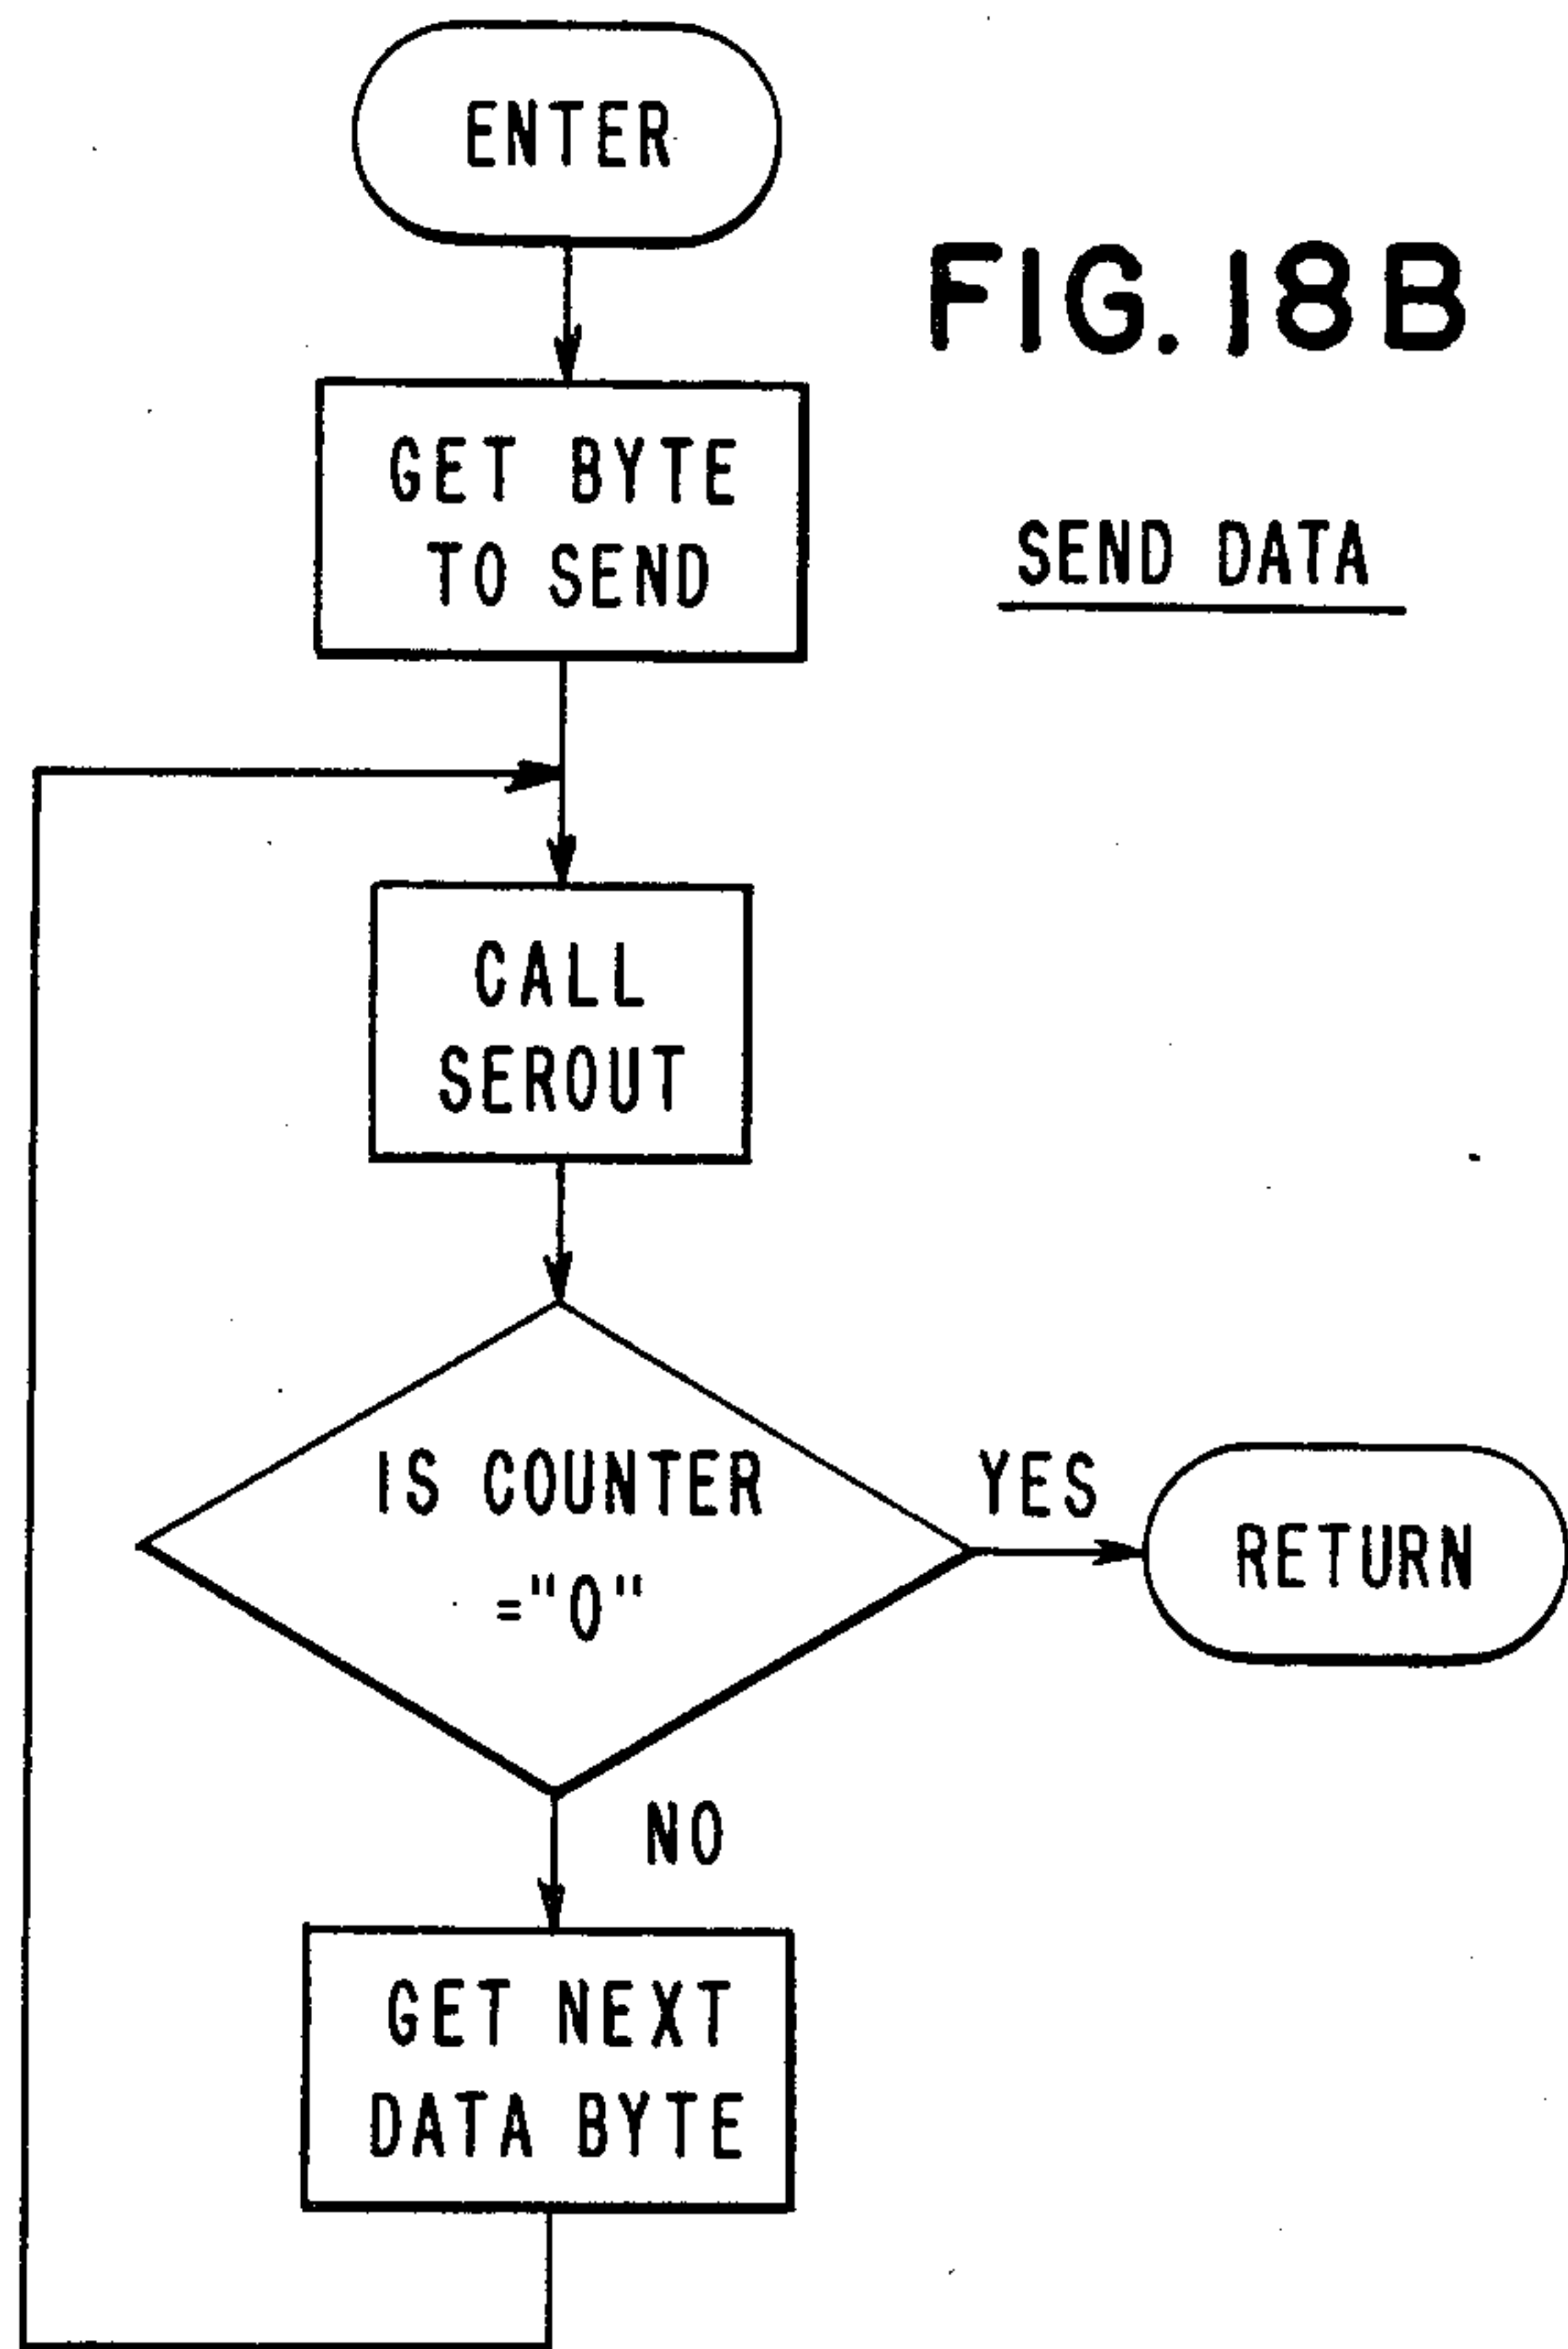 ENTER
FIG. 18B
GET BYTE
TO SEND
SEND DATA
CALL
SEROUT
IS COUNTER
="0"
YES
RETURN
NO
GET NEXT
DATA BYTE